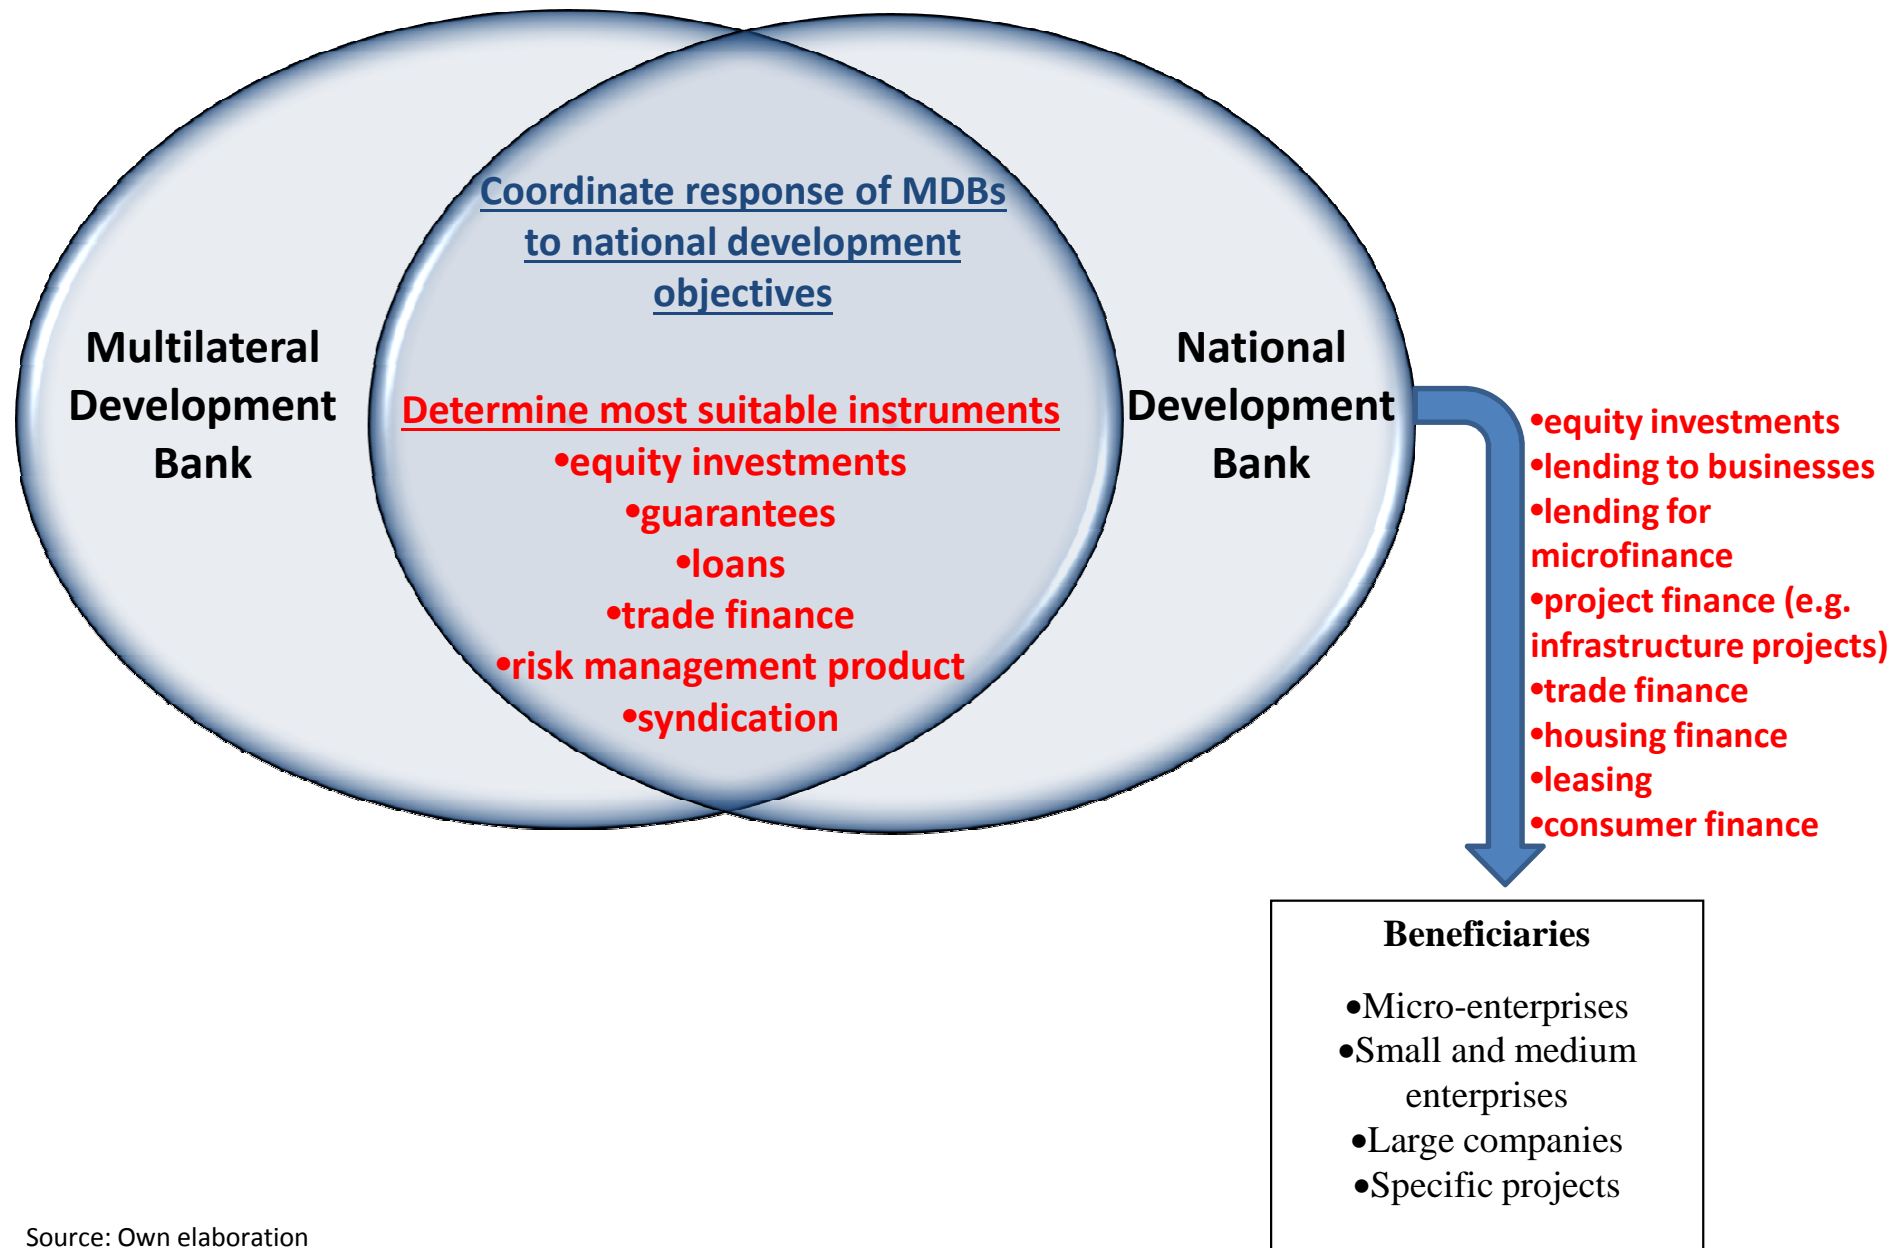 Coordinate response of MDBs
to national development
objectives
Multilateral
Development
Bank
Determine most suitable instruments
•equity investments
•guarantees
•loans
•trade finance
•risk management product
•syndication
National
Development
Bank
•equity investments
•lending to businesses
•lending for
microfinance
•project finance (e.g.
infrastructure projects)
•trade finance
•housing finance
•leasing
•consumer finance
Beneficiaries
•Micro-enterprises
•Small and medium
enterprises
•Large companies
•Specific projects
Source: Own elaboration